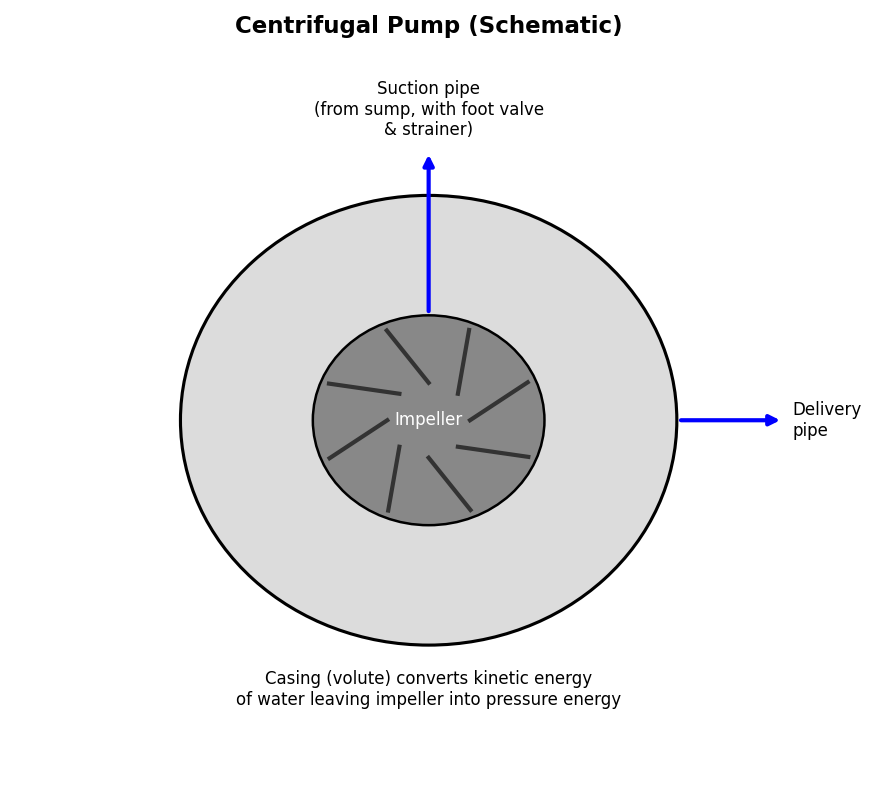 Centrifugal Pump (Schematic)
Suction pipe
(from sump, with foot valve
& strainer)
Impeller
Delivery
pipe
Casing (volute) converts kinetic energy
of water leaving impeller into pressure energy